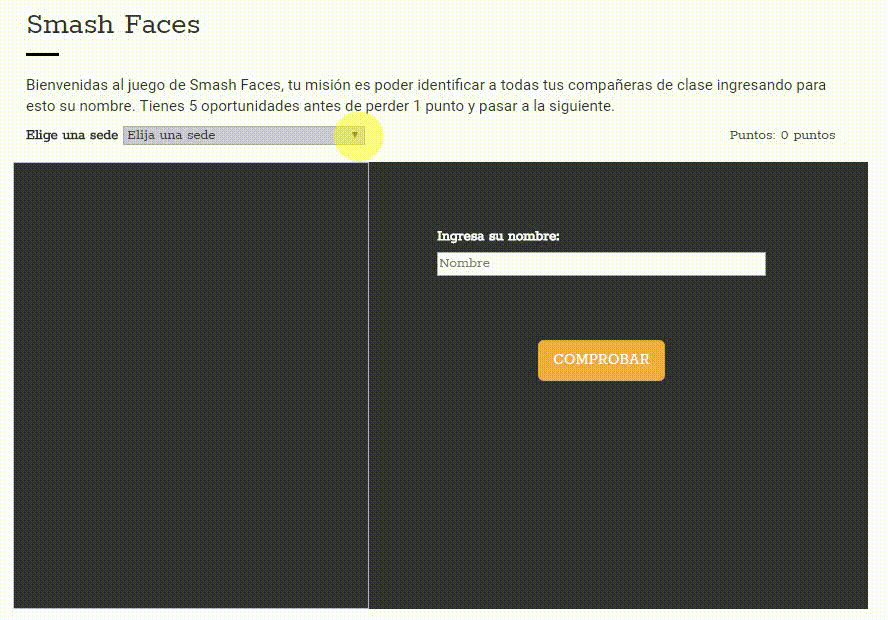 Smash Faces
Bienvenidas al juego de Smash Faces, tu misión es poder identificar a todas tus compañeras de clase ingresando para
esto su nombre. Tienes 5 oportunidades antes de perder 1 punto y pasar a la siguiente.
Elige una sede Elija una sede Puntos: 0 puntos
Ingresa su nombre:
Nombre
COMPROBAR